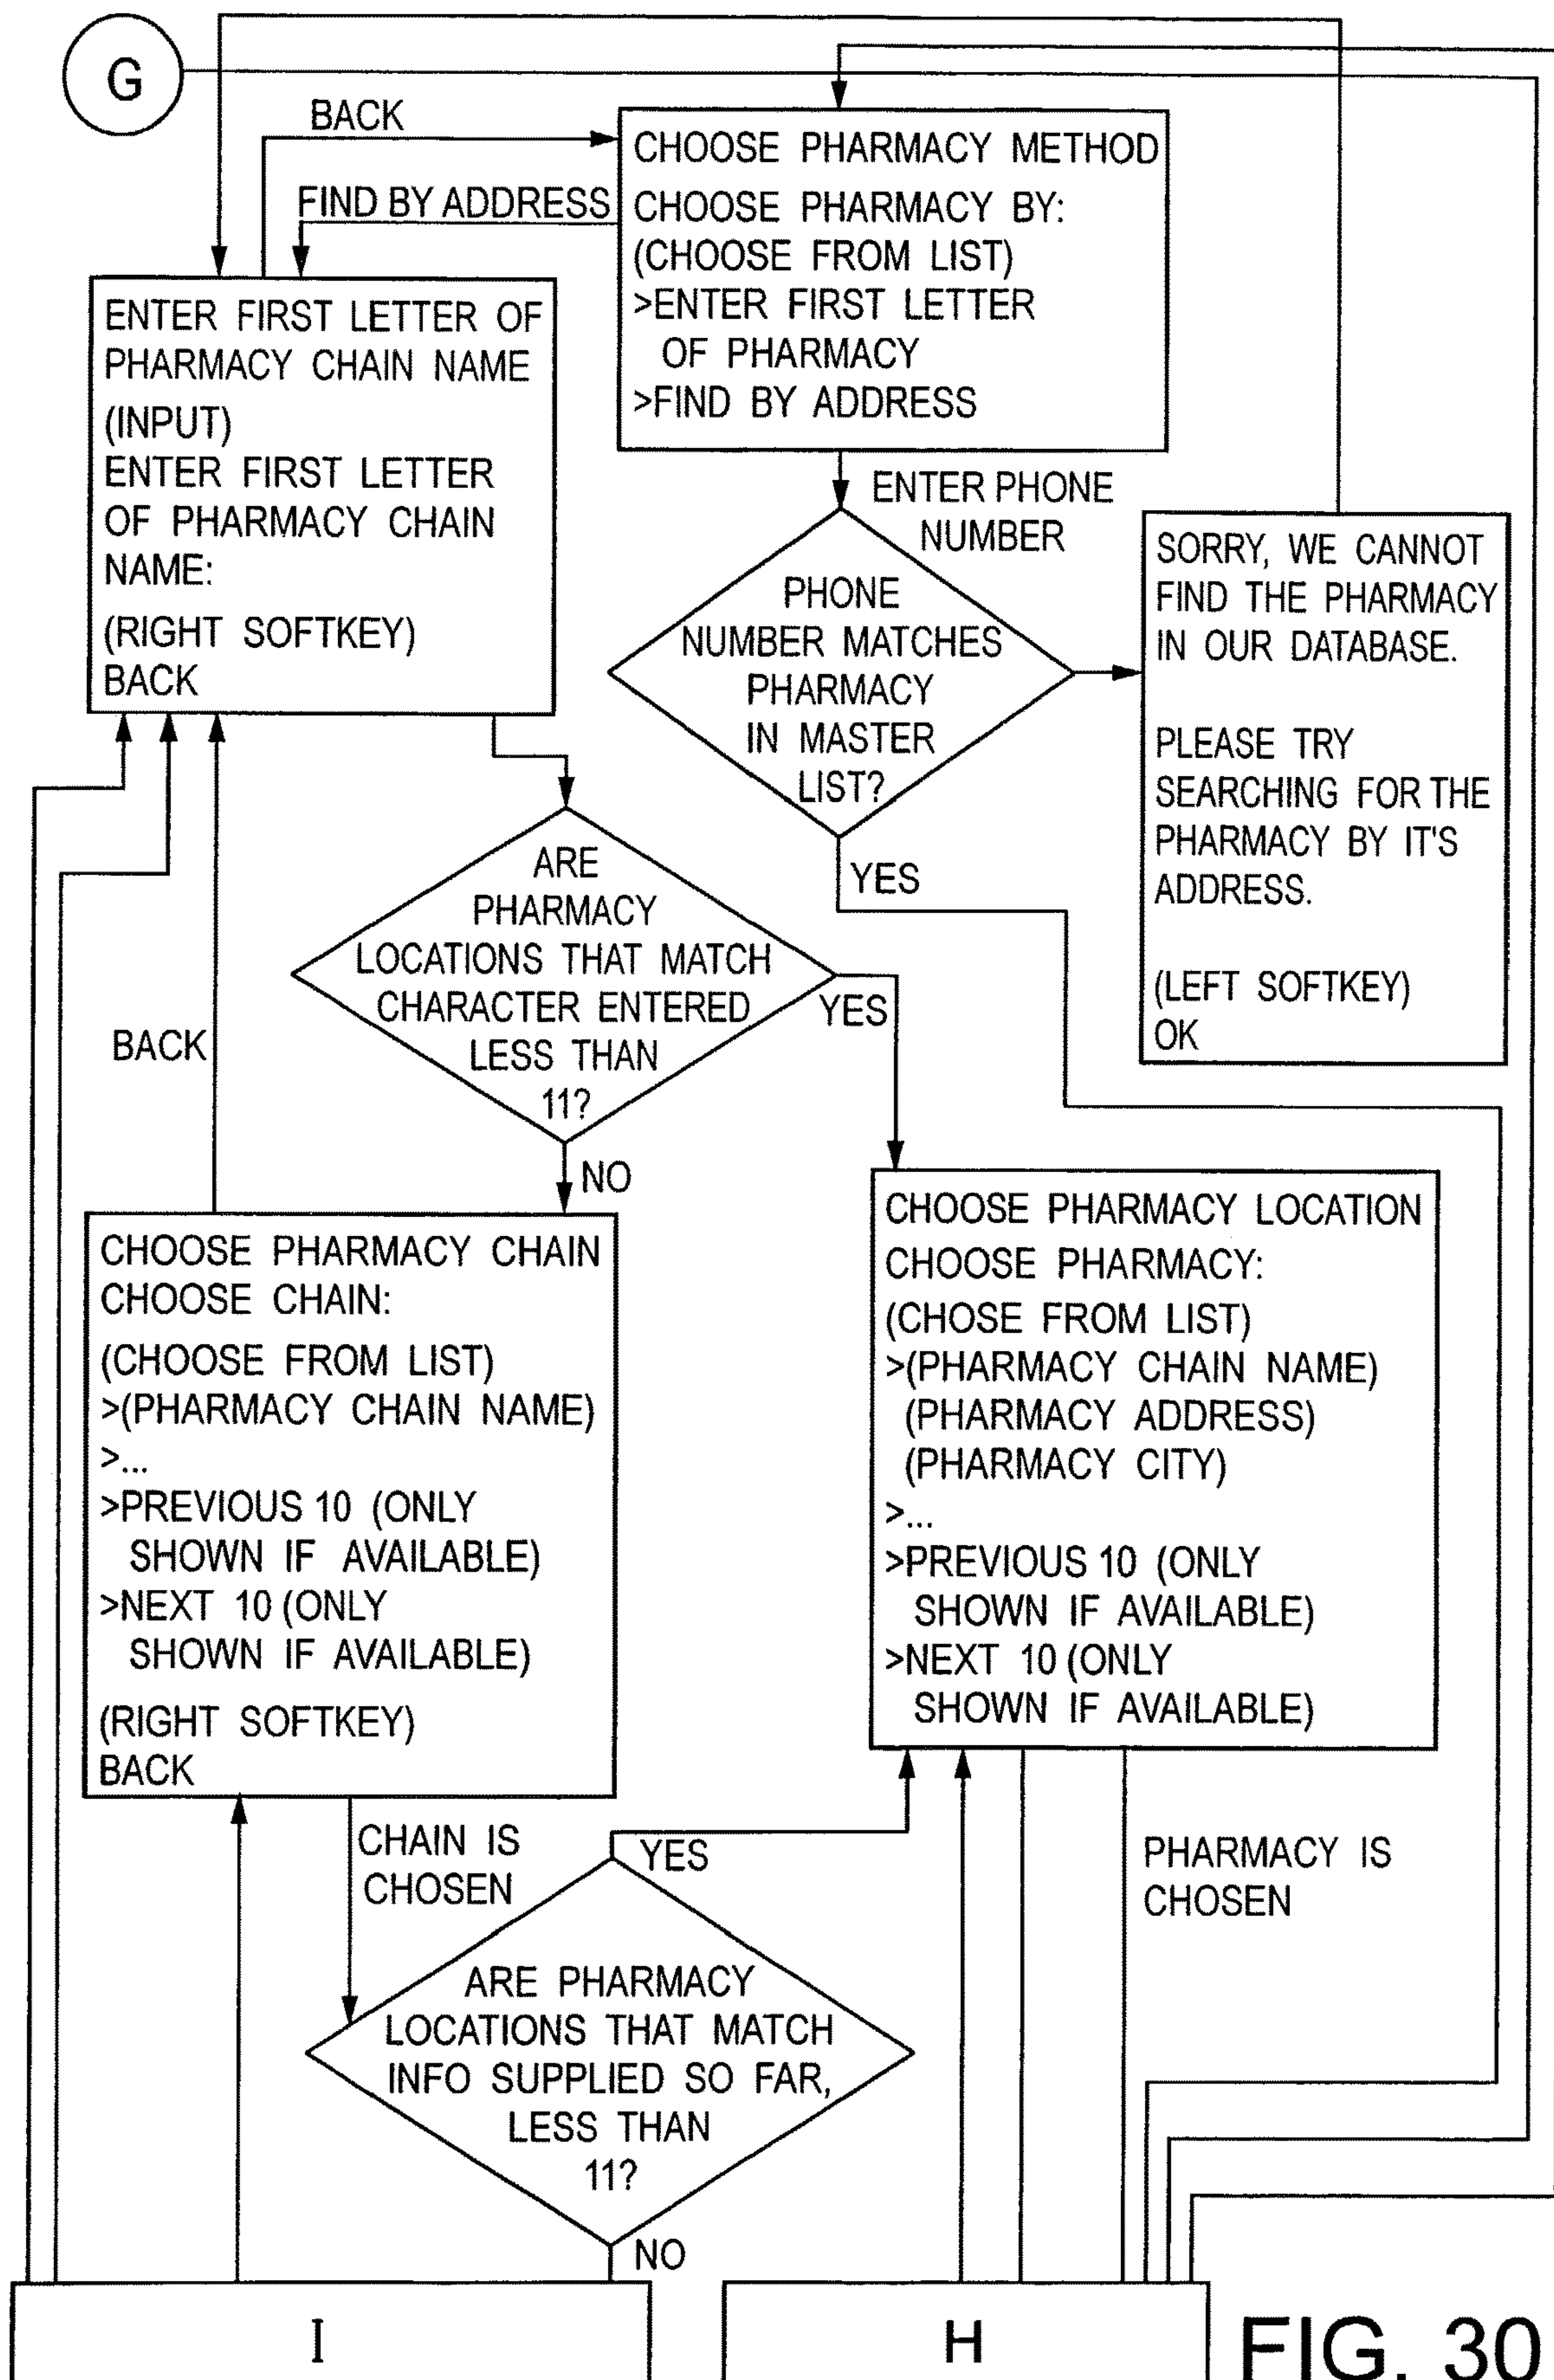 G
BACK
CHOOSE PHARMACY METHOD
FIND BY ADDRESS
CHOOSE PHARMACY BY:
(CHOOSE FROM LIST)
>ENTER FIRST LETTER
OF PHARMACY
>FIND BY ADDRESS
ENTER FIRST LETTER OF
PHARMACY CHAIN NAME
(INPUT)
ENTER FIRST LETTER
OF PHARMACY CHAIN
NAME:
(RIGHT SOFTKEY)
BACK
ENTER PHONE
NUMBER
PHONE
NUMBER MATCHES
PHARMACY
IN MASTER
LIST?
SORRY, WE CANNOT
FIND THE PHARMACY
IN OUR DATABASE.
PLEASE TRY
SEARCHING FOR THE
PHARMACY BY IT'S
ADDRESS.
(LEFT SOFTKEY)
OK
YES
ARE
PHARMACY
LOCATIONS THAT MATCH
CHARACTER ENTERED
LESS THAN
11?
YES
BACK
NO
CHOOSE PHARMACY CHAIN
CHOOSE CHAIN:
(CHOOSE FROM LIST)
>(PHARMACY CHAIN NAME)
>...
>PREVIOUS 10 (ONLY
SHOWN IF AVAILABLE)
>NEXT 10 (ONLY
SHOWN IF AVAILABLE)
(RIGHT SOFTKEY)
BACK
CHOOSE PHARMACY LOCATION
CHOOSE PHARMACY:
(CHOSE FROM LIST)
>(PHARMACY CHAIN NAME)
(PHARMACY ADDRESS)
(PHARMACY CITY)
>...
>PREVIOUS 10 (ONLY
SHOWN IF AVAILABLE)
>NEXT 10 (ONLY
SHOWN IF AVAILABLE)
CHAIN IS
CHOSEN
YES
PHARMACY IS
CHOSEN
ARE PHARMACY
LOCATIONS THAT MATCH
INFO SUPPLIED SO FAR,
LESS THAN
11?
NO
I
H
FIG. 30